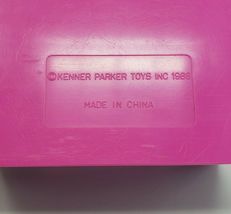 ©KENNER PARKER TOYS INC 1986
MADE IN CHINA